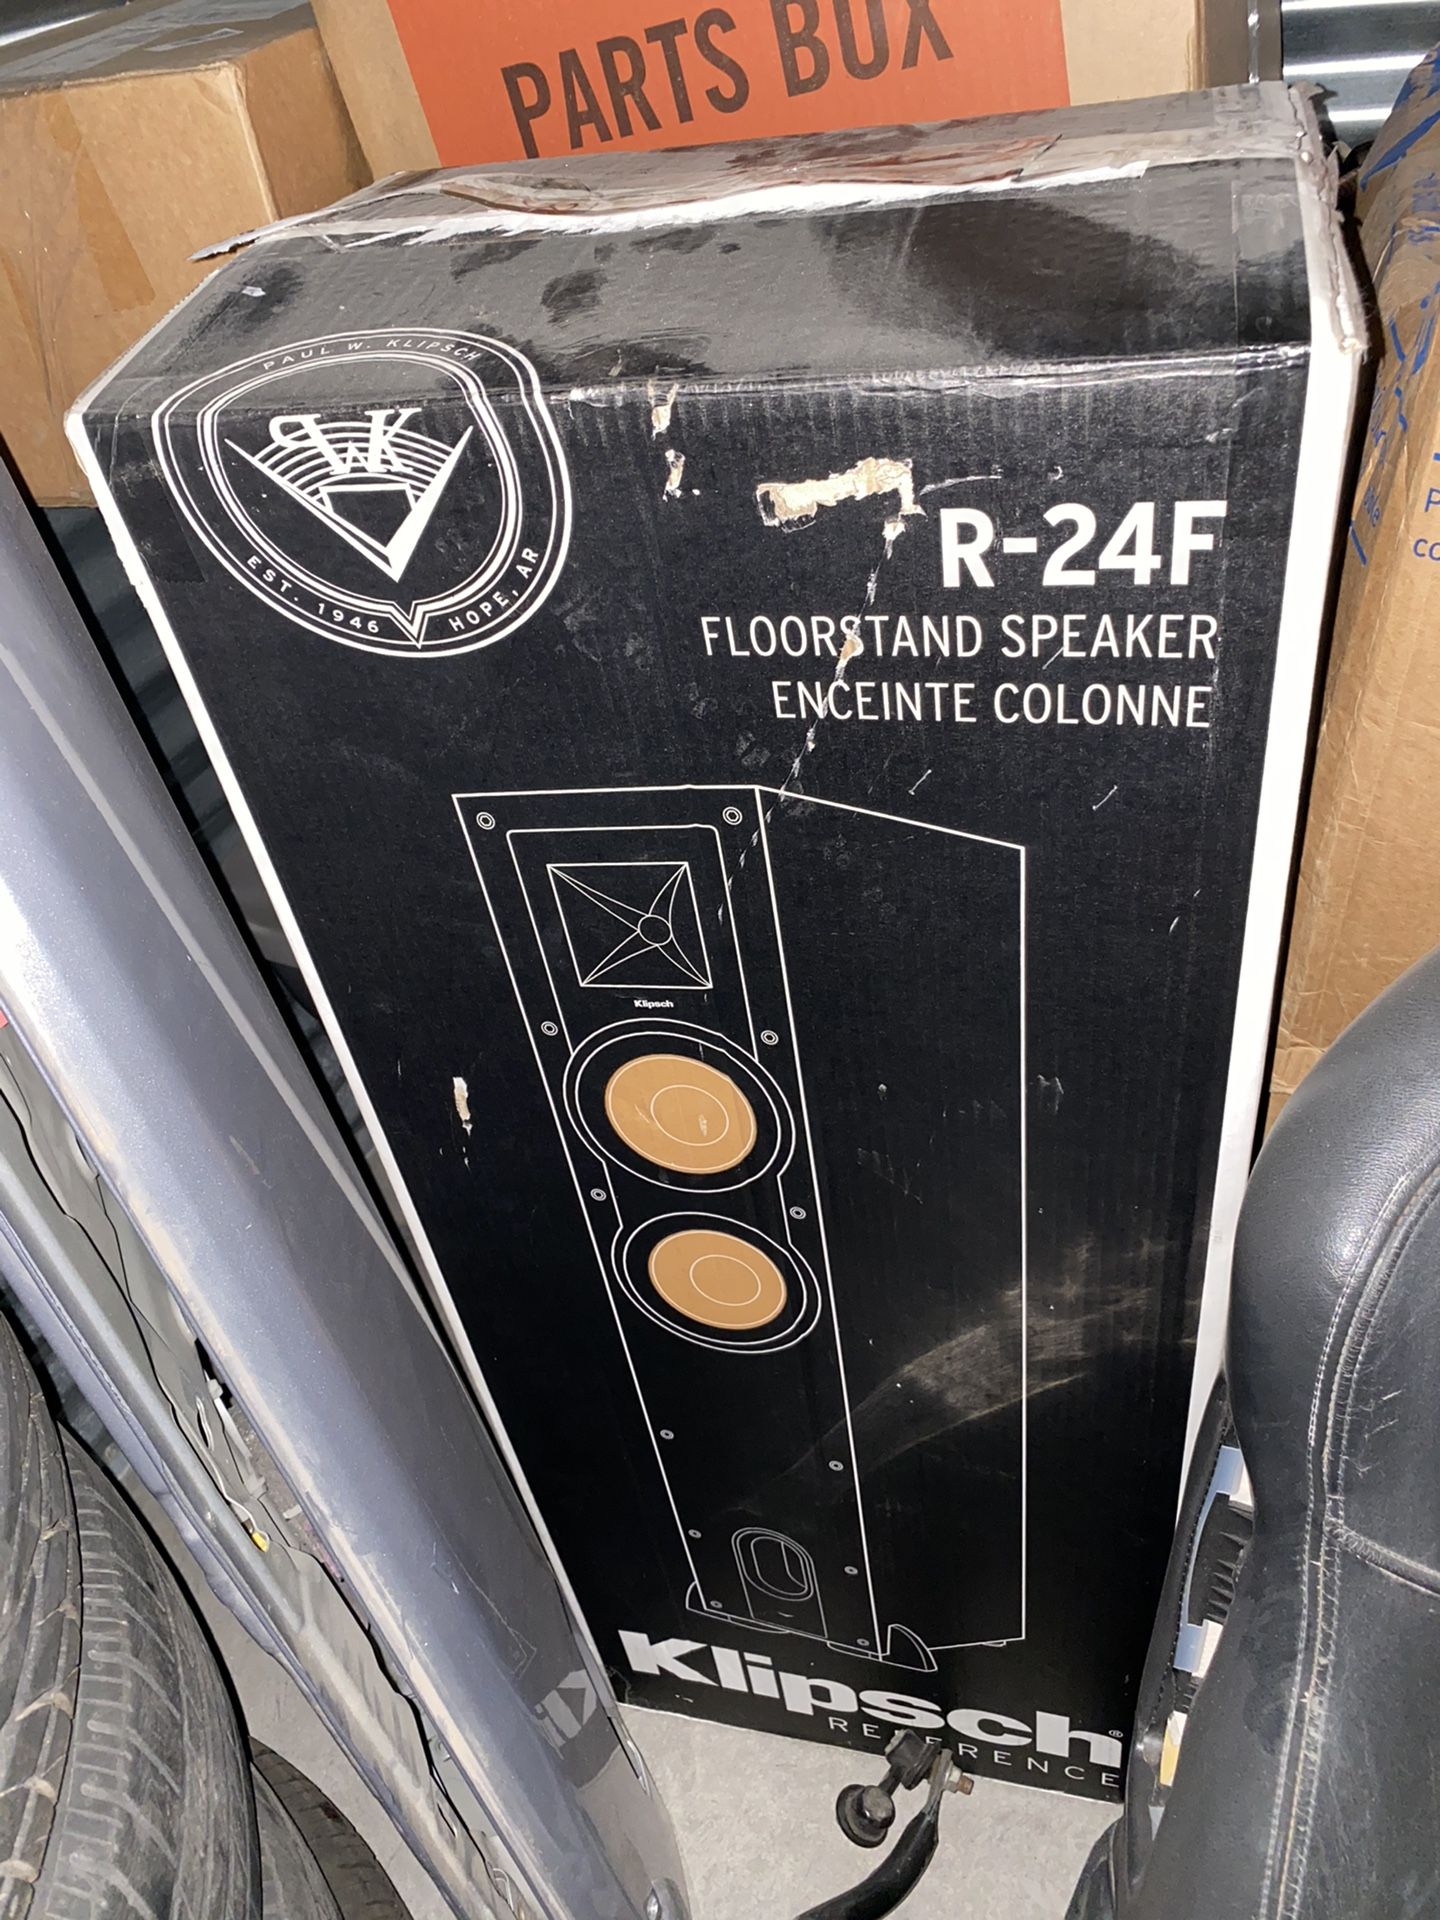 PARTS BOX
PAUL W. KLIPSCH
PWK
EST. 1946
HOPE, AR
R-24F
FLOORSTAND SPEAKER
ENCEINTE COLONNE
Klipsch
Klipsch®
REFERENCE